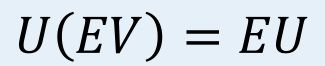 U(EV) = EU